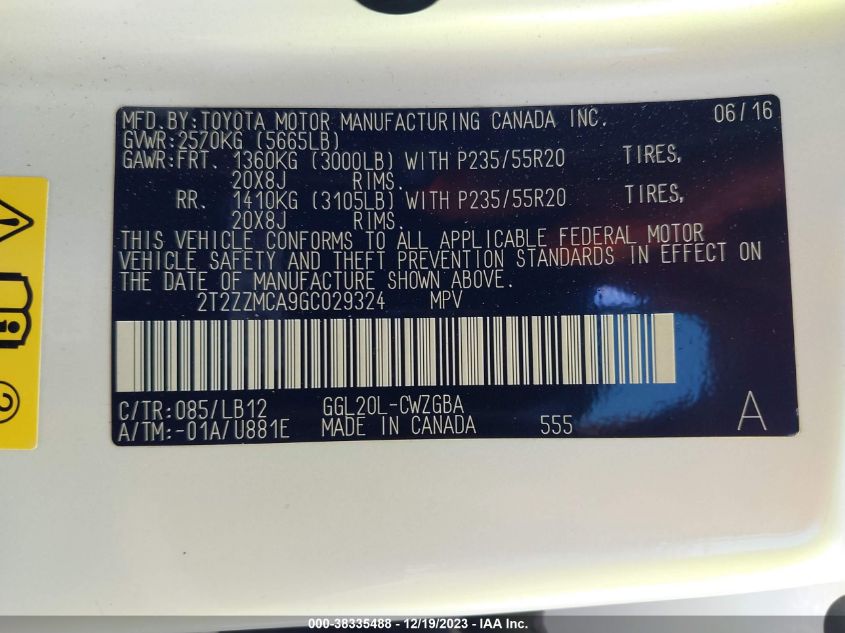 MFD.BY:TOYOTA MOTOR MANUFACTURING CANADA INC. 06/16
GVWR:2570KG (5665LB)
GAWR:FRT. 1360KG (3000LB) WITH P235/55R20 TIRES,
20X8J RIMS.
RR. 1410KG (3105LB) WITH P235/55R20 TIRES,
20X8J RIMS.
THIS VEHICLE CONFORMS TO ALL APPLICABLE FEDERAL MOTOR
VEHICLE SAFETY AND THEFT PREVENTION STANDARDS IN EFFECT ON
THE DATE OF MANUFACTURE SHOWN ABOVE.
2T2ZZMCA9GC029324 MPV
C/TR:085/LB12 GGL20L-CWZGBA
A/TM:-01A/U881E MADE IN CANADA 555 A
2
000-38335488 - 12/19/2023 - IAA Inc.